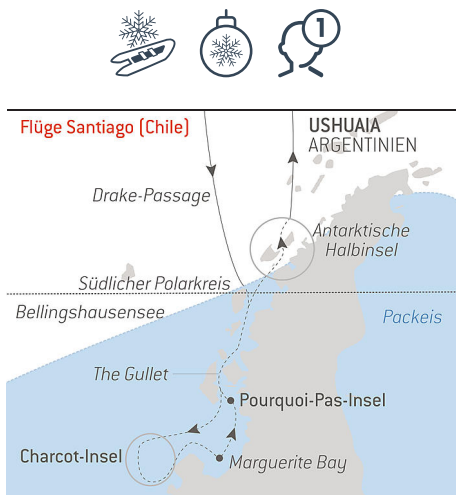 1
Flüge Santiago (Chile)
USHUAIA
ARGENTINIEN
Drake-Passage
Antarktische
Halbinsel
Südlicher Polarkreis
Bellingshausensee
Packeis
The Gullet
Pourquoi-Pas-Insel
Charcot-Insel
Marguerite Bay